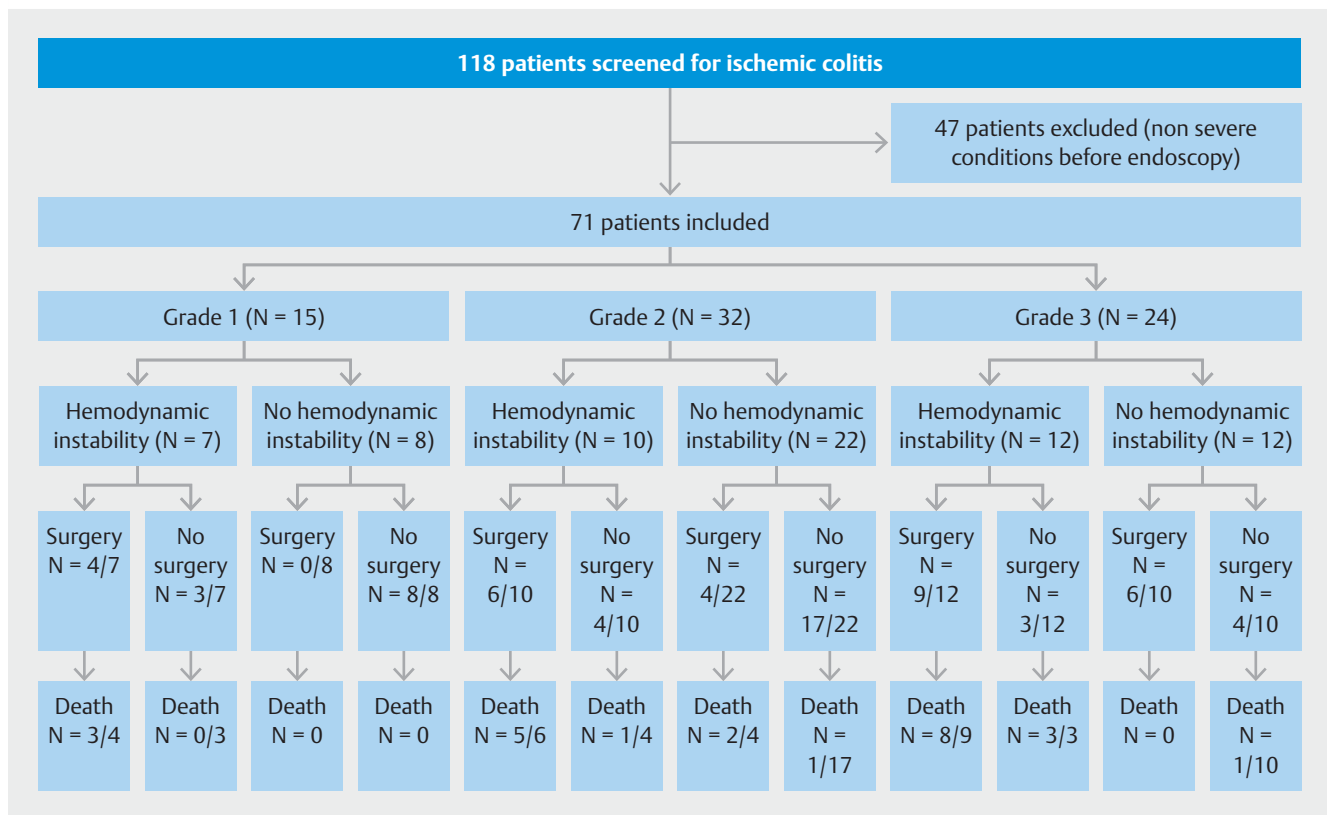 118 patients screened for ischemic colitis
47 patients excluded (non severe
conditions before endoscopy)
71 patients included
Grade 1 (N = 15)
Grade 2 (N = 32)
Grade 3 (N = 24)
Hemodynamic
instability (N = 7)
No hemodynamic
instability (N = 8)
Hemodynamic
instability (N = 10)
No hemodynamic
instability (N = 22)
Hemodynamic
instability (N = 12)
No hemodynamic
instability (N = 12)
Surgery
N = 4/7
No
surgery
N = 3/7
Surgery
N = 0/8
No
surgery
N = 8/8
Surgery
N =
6/10
No
surgery
N =
4/10
Surgery
N =
4/22
No
surgery
N =
17/22
Surgery
N =
9/12
No
surgery
N =
3/12
Surgery
N =
6/10
No
surgery
N =
4/10
Death
N = 3/4
Death
N = 0/3
Death
N = 0
Death
N = 0
Death
N = 5/6
Death
N = 1/4
Death
N = 2/4
Death
N =
1/17
Death
N = 8/9
Death
N = 3/3
Death
N = 0
Death
N =
1/10